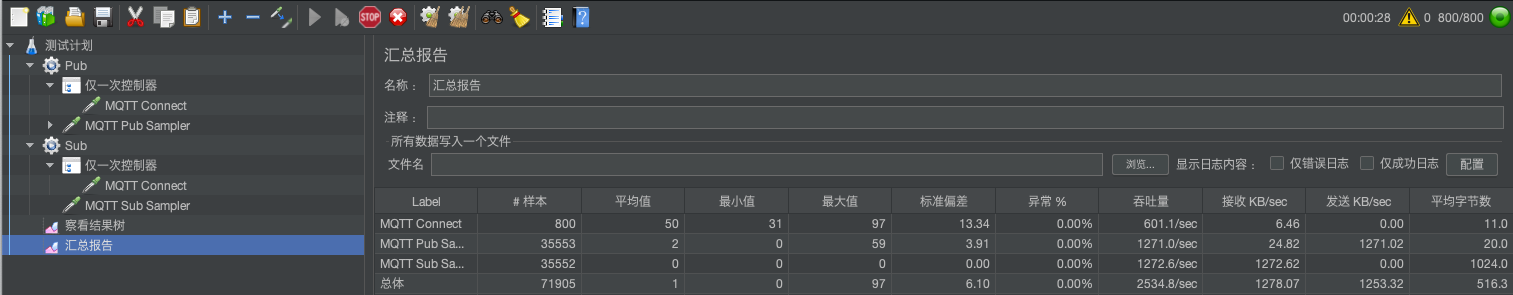 00:00:28 0 800/800
测试计划
Pub
仅一次控制器
MQTT Connect
MQTT Pub Sampler
Sub
仅一次控制器
MQTT Connect
MQTT Sub Sampler
察看结果树
汇总报告
汇总报告
名称： 汇总报告
注释：
所有数据写入一个文件
文件名 浏览... 显示日志内容： 仅错误日志 仅成功日志 配置
Label # 样本 平均值 最小值 最大值 标准偏差 异常 % 吞吐量 接收 KB/sec 发送 KB/sec 平均字节数
MQTT Connect 800 50 31 97 13.34 0.00% 601.1/sec 6.46 0.00 11.0
MQTT Pub Sa... 35553 2 0 59 3.91 0.00% 1271.0/sec 24.82 1271.02 20.0
MQTT Sub Sa... 35552 0 0 0 0.00 0.00% 1272.6/sec 1272.62 0.00 1024.0
总体 71905 1 0 97 6.10 0.00% 2534.8/sec 1278.07 1253.32 516.3